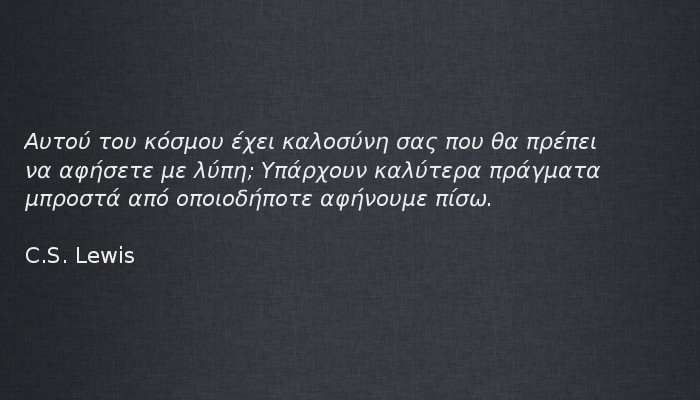 Αυτού του κόσμου έχει καλοσύνη σας που θα πρέπει
να αφήσετε με λύπη; Υπάρχουν καλύτερα πράγματα
μπροστά από οποιοδήποτε αφήνουμε πίσω.
C.S. Lewis